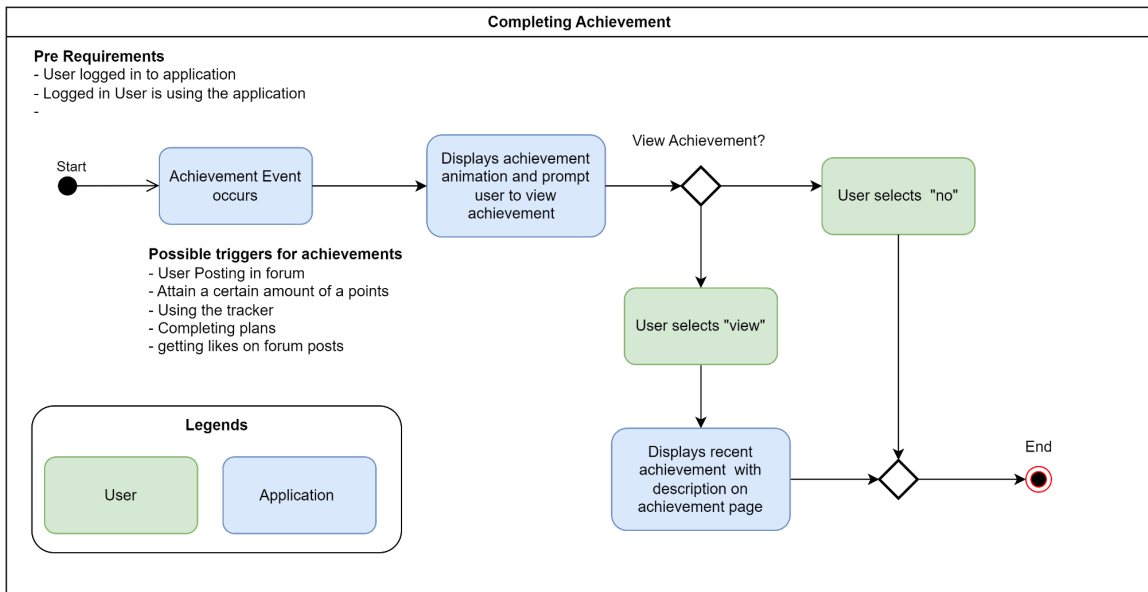 Completing Achievement
Pre Requirements
- User logged in to application
- Logged in User is using the application
-
Start
Achievement Event
occurs
Displays achievement
animation and prompt
user to view
achievement
View Achievement?
User selects  "no"
Possible triggers for achievements
- User Posting in forum
- Attain a certain amount of a points
- Using the tracker
- Completing plans
- getting likes on forum posts
User selects "view"
Legends
User
Application
Displays recent
achievement  with
description on
achievement page
End